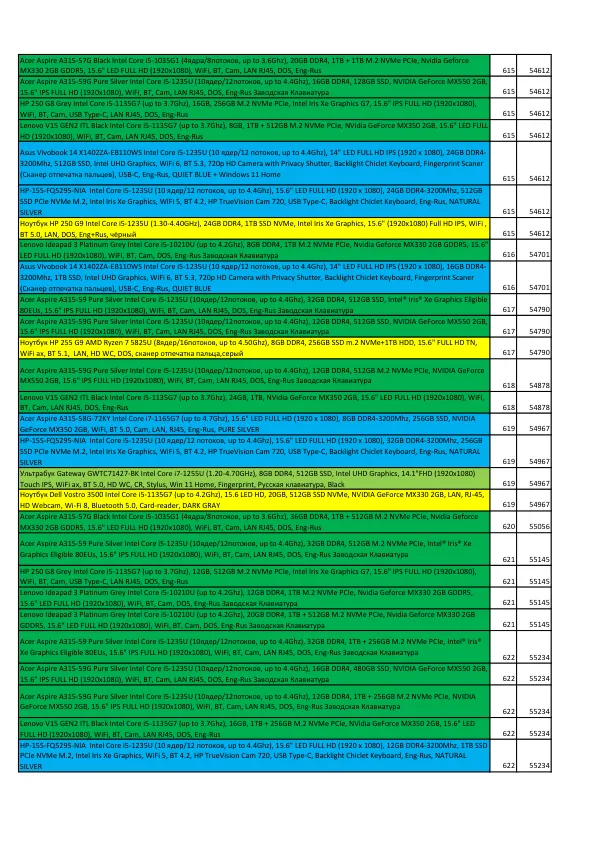 Acer Aspire A315-57G Black Intel Core i5-1035G1 (4ядра/8потоков, up to 3.6Ghz), 20GB DDR4, 1TB + 1TB M.2 NVMe PCIe, Nvidia Geforce
MX330 2GB GDDR5, 15.6" LED FULL HD (1920x1080), WiFi, BT, Cam, LAN RJ45, DOS, Eng-Rus 615 54612
Acer Aspire A315-59G Pure Silver Intel Core i5-1235U (10ядер/12потоков, up to 4.4Ghz), 16GB DDR4, 128GB SSD, NVIDIA GeForce MX550 2GB,
15.6" IPS FULL HD (1920x1080), WiFi, BT, Cam, LAN RJ45, DOS, Eng-Rus Заводская Клавиатура 615 54612
HP 250 G8 Grey Intel Core i5-1135G7 (up to 3.7Ghz), 16GB, 256GB M.2 NVMe PCIe, Intel Iris Xe Graphics G7, 15.6" IPS FULL HD (1920x1080),
WiFi, BT, Cam, USB Type-C, LAN RJ45, DOS, Eng-Rus 615 54612
Lenovo V15 GEN2 ITL Black Intel Core i5-1135G7 (up to 3.7Ghz), 8GB, 1TB + 512GB M.2 NVMe PCIe, NVidia GeForce MX350 2GB, 15.6" LED FULL
HD (1920x1080), WiFi, BT, Cam, LAN RJ45, DOS, Eng-Rus 615 54612
Asus Vivobook 14 X1402ZA-EB110WS Intel Core i5-1235U (10 ядер /12 потоков, up to 4.4Ghz), 14" LED FULL HD IPS (1920 x 1080), 24GB DDR4-
3200Mhz, 512GB SSD, Intel UHD Graphics, WiFi 6, BT 5.3, 720p HD Camera with Privacy Shutter, Backlight Chiclet Keyboard, Fingerprint Scaner
(Сканер отпечатка пальцев), USB-C, Eng-Rus, QUIET BLUE + Windows 11 Home 615 54612
HP-15S-FQ5295-NIA Intel Core i5-1235U (10 ядер/12 потоков, up to 4.4Ghz), 15.6" LED FULL HD (1920 x 1080), 24GB DDR4-3200Mhz, 512GB
SSD PCIe NVMe M.2, Intel Iris Xe Graphics, WiFi 5, BT 4.2, HP TrueVision Cam 720, USB Type-C, Backlight Chiclet Keyboard, Eng-Rus, NATURAL
SILVER 615 54612
Ноутбук HP 250 G9 Intel Core i5-1235U (1.30-4.40GHz), 24GB DDR4, 1TB SSD NVMe, Intel Iris Xe Graphics, 15.6" (1920x1080) Full HD IPS, WiFi ,
BT 5.0, LAN, DOS, Eng+Rus, чёрный 615 54612
Lenovo Ideapad 3 Platinum Grey Intel Core i5-10210U (up to 4.2Ghz), 8GB DDR4, 1TB M.2 NVMe PCIe, Nvidia Geforce MX330 2GB GDDR5, 15.6"
LED FULL HD (1920x1080), WiFi, BT, Cam, DOS, Eng-Rus Заводская Клавиатура 616 54701
Asus Vivobook 14 X1402ZA-EB110WS Intel Core i5-1235U (10 ядер /12 потоков, up to 4.4Ghz), 14" LED FULL HD IPS (1920 x 1080), 16GB DDR4-
3200Mhz, 1TB SSD, Intel UHD Graphics, WiFi 6, BT 5.3, 720p HD Camera with Privacy Shutter, Backlight Chiclet Keyboard, Fingerprint Scaner
(Сканер отпечатка пальцев), USB-C, Eng-Rus, QUIET BLUE 616 54701
Acer Aspire A315-59 Pure Silver Intel Core i5-1235U (10ядер/12потоков, up to 4.4Ghz), 32GB DDR4, 512GB SSD, Intel® Iris® Xe Graphics Eligible
80EUs, 15.6" IPS FULL HD (1920x1080), WiFi, BT, Cam, LAN RJ45, DOS, Eng-Rus Заводская Клавиатура 617 54790
Acer Aspire A315-59G Pure Silver Intel Core i5-1235U (10ядер/12потоков, up to 4.4Ghz), 12GB DDR4, 512GB SSD, NVIDIA GeForce MX550 2GB,
15.6" IPS FULL HD (1920x1080), WiFi, BT, Cam, LAN RJ45, DOS, Eng-Rus Заводская Клавиатура 617 54790
Ноутбук HP 255 G9 AMD Ryzen 7 5825U (8ядер/16потоков, up to 4.50Ghz), 8GB DDR4, 256GB SSD m.2 NVMe+1TB HDD, 15.6" FULL HD TN,
WiFi ax, BT 5.1, LAN, HD WC, DOS, сканер отпечатка пальца,серый 617 54790
Acer Aspire A315-59G Pure Silver Intel Core i5-1235U (10ядер/12потоков, up to 4.4Ghz), 12GB DDR4, 512GB M.2 NVMe PCIe, NVIDIA GeForce
MX550 2GB, 15.6" IPS FULL HD (1920x1080), WiFi, BT, Cam, LAN RJ45, DOS, Eng-Rus Заводская Клавиатура 618 54878
Lenovo V15 GEN2 ITL Black Intel Core i5-1135G7 (up to 3.7Ghz), 24GB, 1TB, NVidia GeForce MX350 2GB, 15.6" LED FULL HD (1920x1080), WiFi,
BT, Cam, LAN RJ45, DOS, Eng-Rus 618 54878
Acer Aspire A315-58G-72KY Intel Core i7-1165G7 (up to 4.7Ghz), 15.6" LED FULL HD (1920 x 1080), 8GB DDR4-3200Mhz, 256GB SSD, NVIDIA
GeForce MX350 2GB, WiFi, BT 5.0, Cam, LAN, RJ-45, Eng-Rus, PURE SILVER 619 54967
HP-15S-FQ5295-NIA Intel Core i5-1235U (10 ядер/12 потоков, up to 4.4Ghz), 15.6" LED FULL HD (1920 x 1080), 32GB DDR4-3200Mhz, 256GB
SSD PCIe NVMe M.2, Intel Iris Xe Graphics, WiFi 5, BT 4.2, HP TrueVision Cam 720, USB Type-C, Backlight Chiclet Keyboard, Eng-Rus, NATURAL
SILVER 619 54967
Ультрабук Gateway GWTC71427-BK Intel Core i7-1255U (1.20-4.70GHz), 8GB DDR4, 512GB SSD, Intel UHD Graphics, 14.1"FHD (1920x1080)
Touch IPS, WiFi ax, BT 5.0, HD WC, CR, Stylus, Win 11 Home, Fingerprint, Русская клавиатура, Black 619 54967
Ноутбук Dell Vostro 3500 Intel Core i5-1135G7 (up to 4.2Ghz), 15.6 LED HD, 20GB, 512GB SSD NVME, NVIDIA GeForce MX330 2GB, LAN, RJ-45,
HD Webcam, Wi-Fi 8, Bluetooth 5.0, Card-reader, DARK GRAY 619 54967
Acer Aspire A315-57G Black Intel Core i5-1035G1 (4ядра/8потоков, up to 3.6Ghz), 36GB DDR4, 1TB + 512GB M.2 NVMe PCIe, Nvidia Geforce
MX330 2GB GDDR5, 15.6" LED FULL HD (1920x1080), WiFi, BT, Cam, LAN RJ45, DOS, Eng-Rus 620 55056
Acer Aspire A315-59 Pure Silver Intel Core i5-1235U (10ядер/12потоков, up to 4.4Ghz), 32GB DDR4, 512GB M.2 NVMe PCIe, Intel® Iris® Xe
Graphics Eligible 80EUs, 15.6" IPS FULL HD (1920x1080), WiFi, BT, Cam, LAN RJ45, DOS, Eng-Rus Заводская Клавиатура 621 55145
HP 250 G8 Grey Intel Core i5-1135G7 (up to 3.7Ghz), 12GB, 512GB M.2 NVMe PCIe, Intel Iris Xe Graphics G7, 15.6" IPS FULL HD (1920x1080),
WiFi, BT, Cam, USB Type-C, LAN RJ45, DOS, Eng-Rus 621 55145
Lenovo Ideapad 3 Platinum Grey Intel Core i5-10210U (up to 4.2Ghz), 12GB DDR4, 1TB M.2 NVMe PCIe, Nvidia Geforce MX330 2GB GDDR5,
15.6" LED FULL HD (1920x1080), WiFi, BT, Cam, DOS, Eng-Rus Заводская Клавиатура 621 55145
Lenovo Ideapad 3 Platinum Grey Intel Core i5-10210U (up to 4.2Ghz), 20GB DDR4, 1TB + 512GB M.2 NVMe PCIe, Nvidia Geforce MX330 2GB
GDDR5, 15.6" LED FULL HD (1920x1080), WiFi, BT, Cam, DOS, Eng-Rus Заводская Клавиатура 621 55145
Acer Aspire A315-59 Pure Silver Intel Core i5-1235U (10ядер/12потоков, up to 4.4Ghz), 32GB DDR4, 1TB + 256GB M.2 NVMe PCIe, Intel® Iris®
Xe Graphics Eligible 80EUs, 15.6" IPS FULL HD (1920x1080), WiFi, BT, Cam, LAN RJ45, DOS, Eng-Rus Заводская Клавиатура 622 55234
Acer Aspire A315-59G Pure Silver Intel Core i5-1235U (10ядер/12потоков, up to 4.4Ghz), 16GB DDR4, 480GB SSD, NVIDIA GeForce MX550 2GB,
15.6" IPS FULL HD (1920x1080), WiFi, BT, Cam, LAN RJ45, DOS, Eng-Rus Заводская Клавиатура 622 55234
Acer Aspire A315-59G Pure Silver Intel Core i5-1235U (10ядер/12потоков, up to 4.4Ghz), 12GB DDR4, 1TB + 256GB M.2 NVMe PCIe, NVIDIA
GeForce MX550 2GB, 15.6" IPS FULL HD (1920x1080), WiFi, BT, Cam, LAN RJ45, DOS, Eng-Rus Заводская Клавиатура 622 55234
Lenovo V15 GEN2 ITL Black Intel Core i5-1135G7 (up to 3.7Ghz), 16GB, 1TB + 256GB M.2 NVMe PCIe, NVidia GeForce MX350 2GB, 15.6" LED
FULL HD (1920x1080), WiFi, BT, Cam, LAN RJ45, DOS, Eng-Rus 622 55234
HP-15S-FQ5295-NIA Intel Core i5-1235U (10 ядер/12 потоков, up to 4.4Ghz), 15.6" LED FULL HD (1920 x 1080), 12GB DDR4-3200Mhz, 1TB SSD
PCIe NVMe M.2, Intel Iris Xe Graphics, WiFi 5, BT 4.2, HP TrueVision Cam 720, USB Type-C, Backlight Chiclet Keyboard, Eng-Rus, NATURAL
SILVER 622 55234